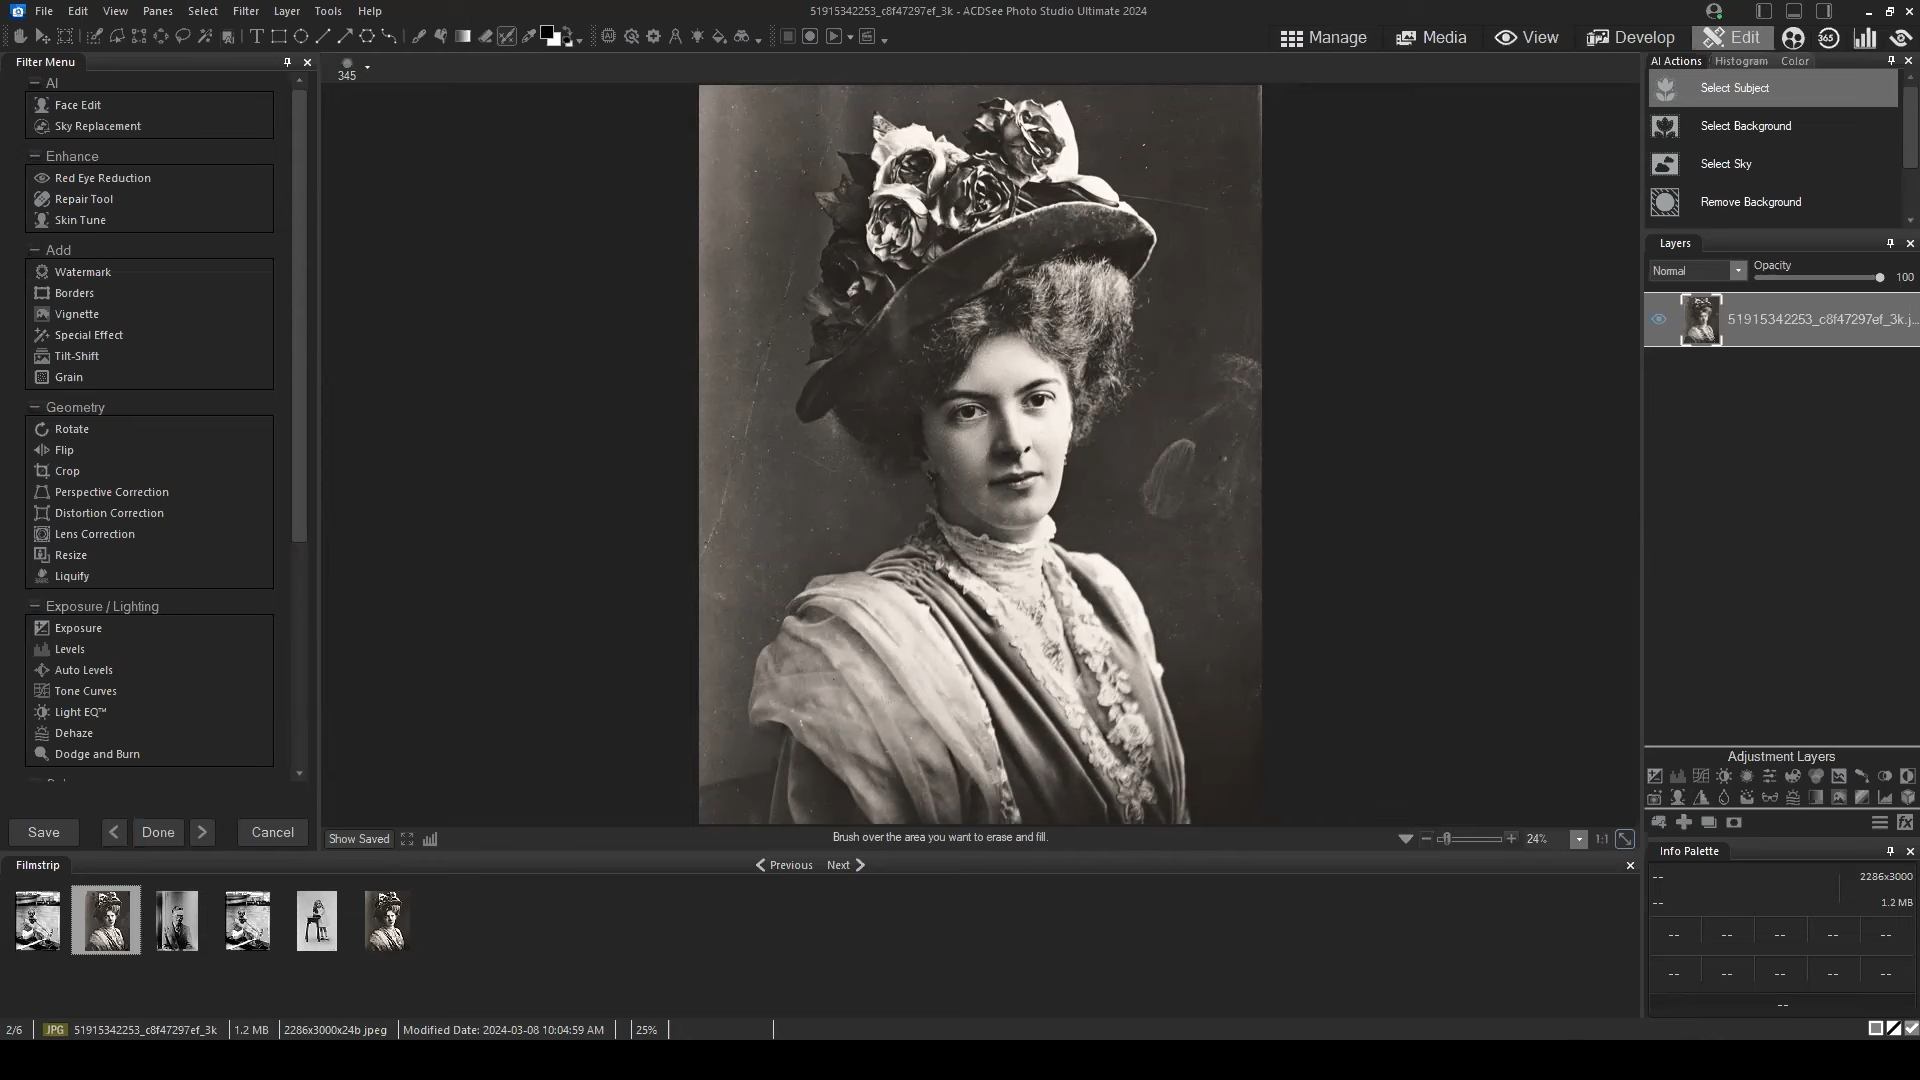 File Edit View Panes Select Filter Layer Tools Help
51915342253_c8f47297ef_3k - ACDSee Photo Studio Ultimate 2024
Manage Media View Develop Edit 365
Filter Menu
345
AI Actions Histogram Color
AI
Face Edit
Sky Replacement
Enhance
Red Eye Reduction
Repair Tool
Skin Tune
Add
Watermark
Borders
Vignette
Special Effect
Tilt-Shift
Grain
Geometry
Rotate
Flip
Crop
Perspective Correction
Distortion Correction
Lens Correction
Resize
Liquify
Exposure / Lighting
Exposure
Levels
Auto Levels
Tone Curves
Light EQ™
Dehaze
Dodge and Burn
Save Done Cancel
Select Subject
Select Background
Select Sky
Remove Background
Layers
Normal Opacity 100
51915342253_c8f47297ef_3k.j...
Adjustment Layers
fx
Show Saved Brush over the area you want to erase and fill. 24% 1:1
Filmstrip Previous Next
Info Palette
-- 2286x3000
-- 1.2 MB
-- -- -- -- --
-- -- -- -- --
--
2/6 JPG 51915342253_c8f47297ef_3k 1.2 MB 2286x3000x24b jpeg Modified Date: 2024-03-08 10:04:59 AM 25%